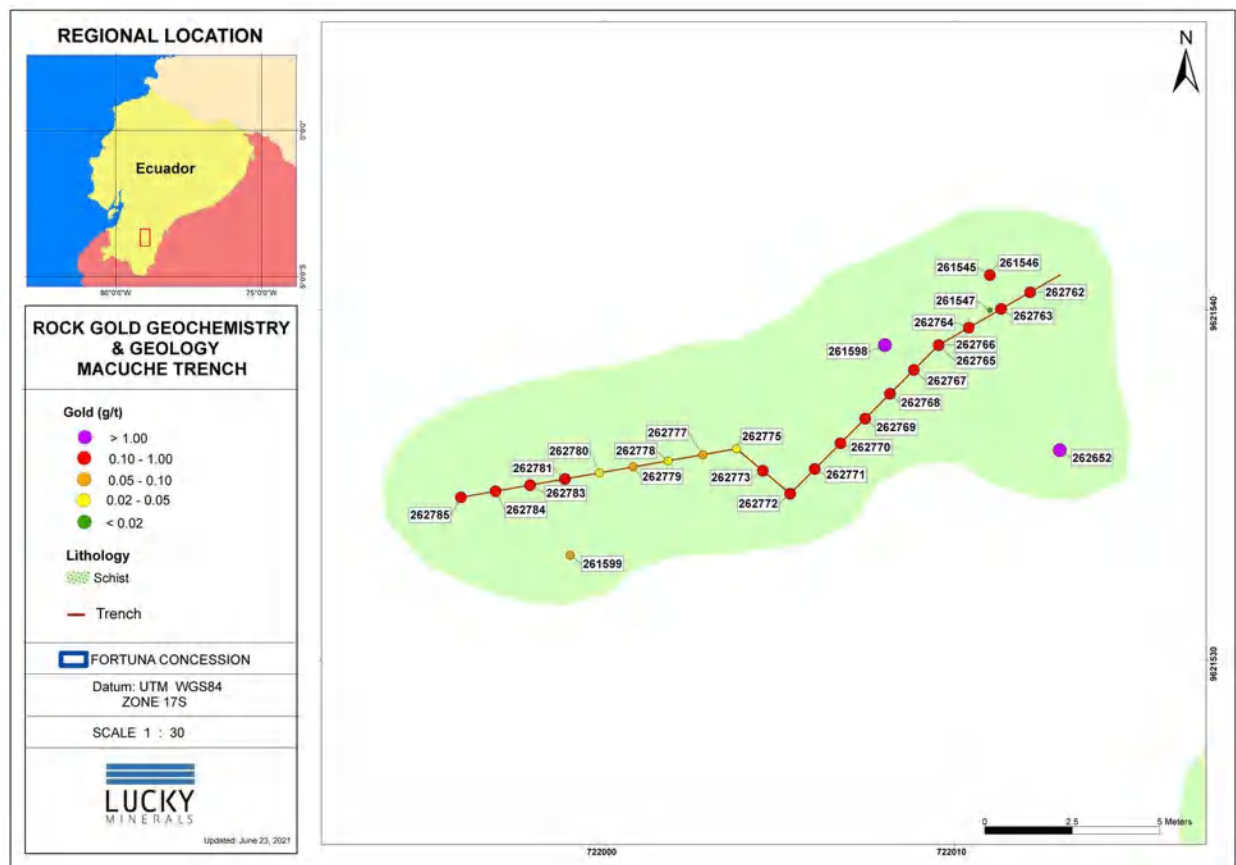 REGIONAL LOCATION
Ecuador
0°0'0"
5°0'0"S
80°0'0"W
75°0'0"W
ROCK GOLD GEOCHEMISTRY
& GEOLOGY
MACUCHE TRENCH
Gold (g/t)
> 1.00
0.10 - 1.00
0.05 - 0.10
0.02 - 0.05
< 0.02
Lithology
Schist
Trench
FORTUNA CONCESSION
Datum: UTM WGS84
ZONE 17S
SCALE 1 : 30
LUCKY
MINERALS
Updated: June 23, 2021
N
261545
261546
262762
261547
262763
262764
262766
261598
262765
262767
262768
262777
262775
262769
262780
262778
262770
262781
262779
262773
262771
262783
262785
262784
262772
262652
261599
9621540
9621530
0
2.5
5 Meters
722000
722010